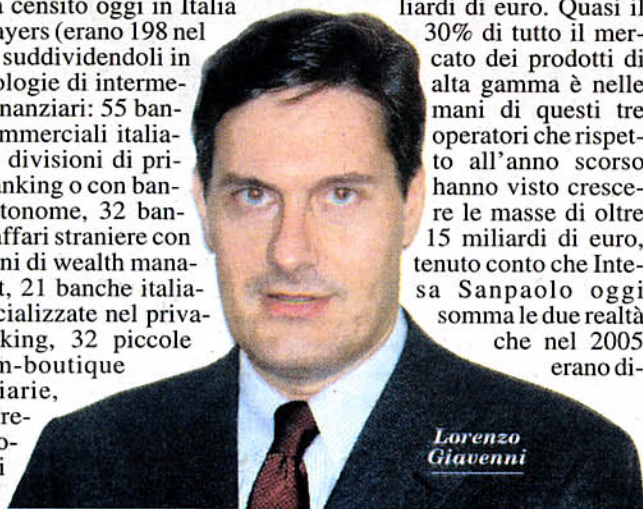 censito oggi in Italia
ayers (erano 198 nel
suddividendoli in
ologie di interme-
nanziari: 55 ban-
mmerciali italia-
divisioni di pri-
anking o con ban-
tonome, 32 ban-
affari straniere con
ni di wealth mana-
t, 21 banche italia-
cializzate nel priva-
king, 32 piccole
m-boutique
iarie,
re-
o-
i
liardi di euro. Quasi il
30% di tutto il mer-
cato dei prodotti di
alta gamma è nelle
mani di questi tre
operatori che rispet-
to all'anno scorso
hanno visto cresce-
re le masse di oltre
15 miliardi di euro,
tenuto conto che Inte-
sa Sanpaolo oggi
somma le due realtà
che nel 2005
erano di-
Lorenzo
Giavenni